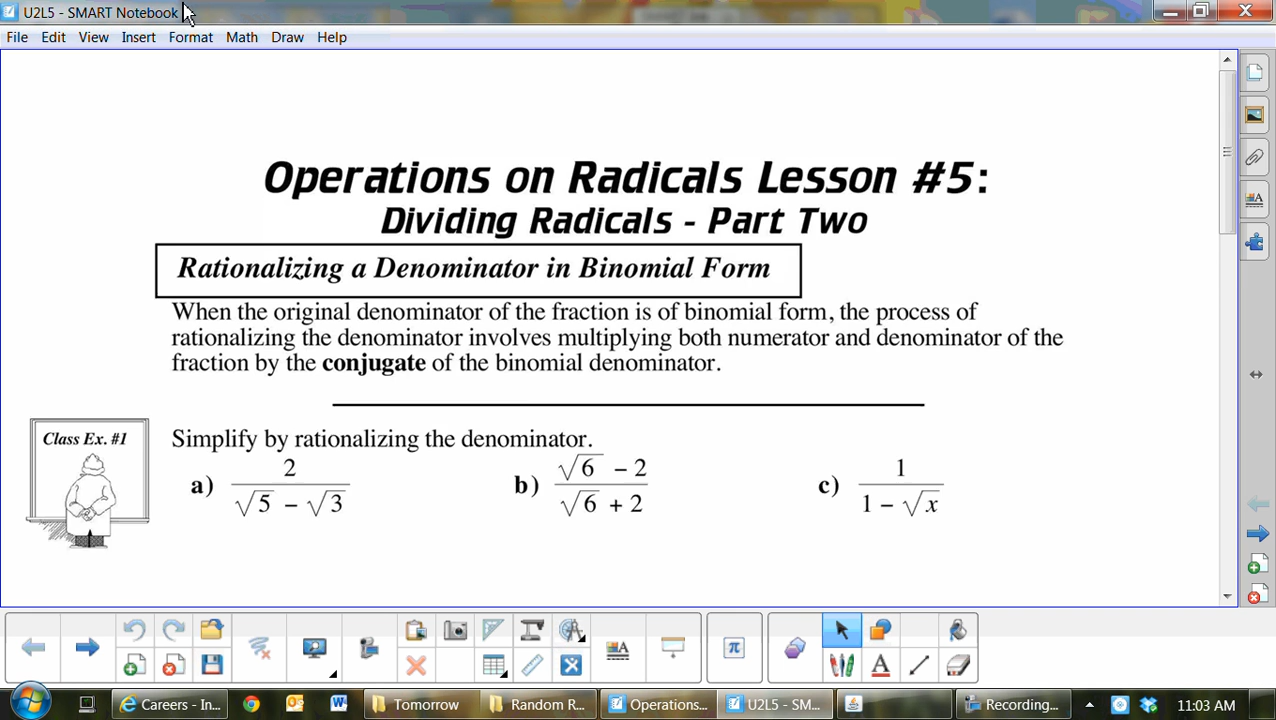 U2L5 - SMART Notebook
File Edit View Insert Format Math Draw Help
Operations on Radicals Lesson #5:
Dividing Radicals - Part Two
Rationalizing a Denominator in Binomial Form
When the original denominator of the fraction is of binomial form, the process of
rationalizing the denominator involves multiplying both numerator and denominator of the
fraction by the conjugate of the binomial denominator.
Class Ex. #1
Simplify by rationalizing the denominator.
a) 2 / (√5 − √3) b) (√6 − 2) / (√6 + 2) c) 1 / (1 − √x)
Careers - In... Tomorrow Random R... Operations... U2L5 - SM... Recording... 11:03 AM